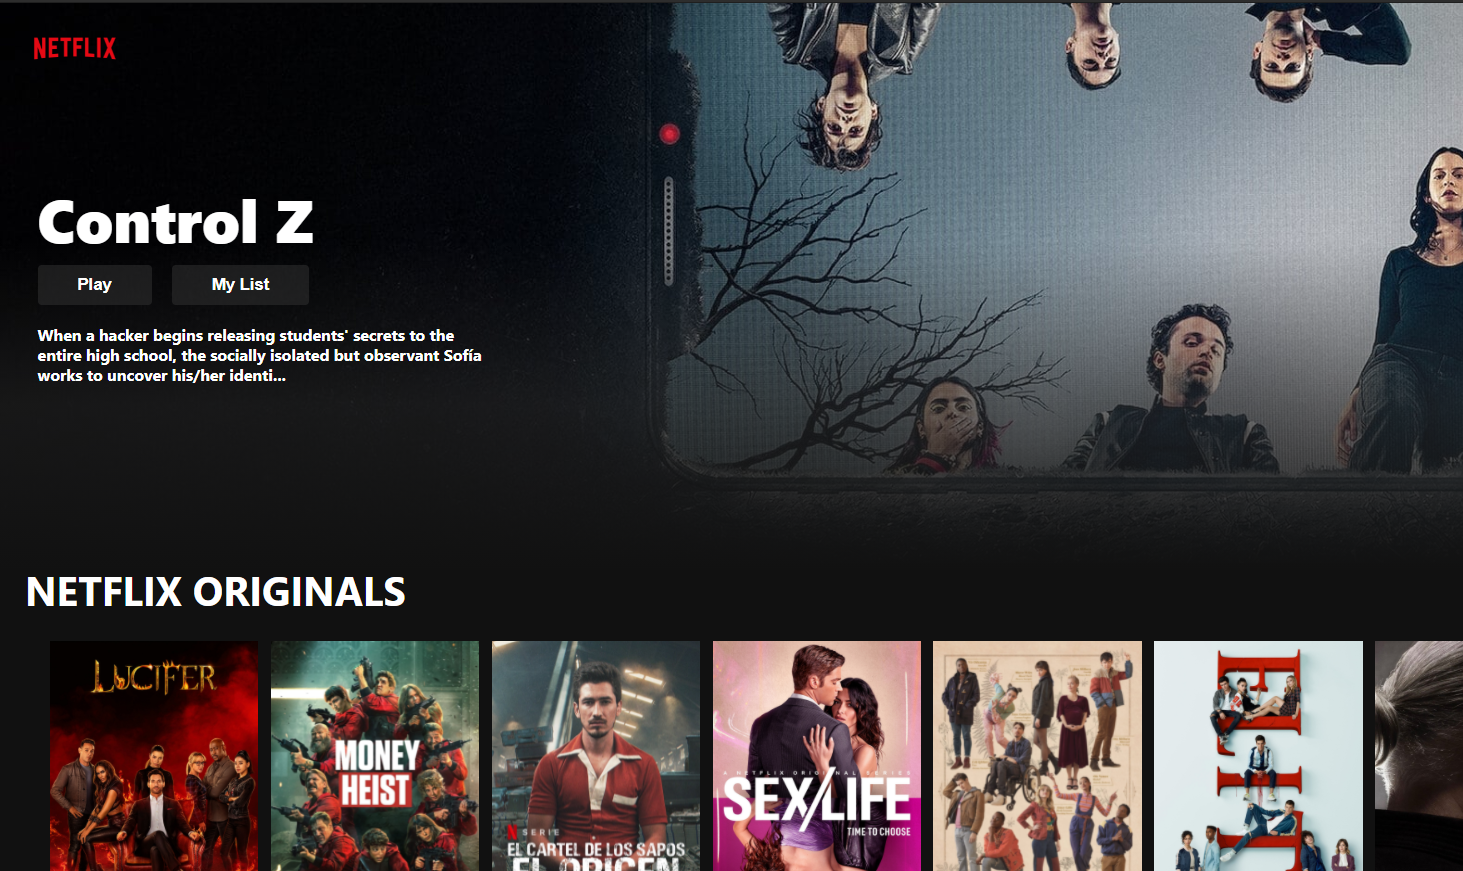 NETFLIX
Control Z
Play
My List
When a hacker begins releasing students' secrets to the
entire high school, the socially isolated but observant Sofía
works to uncover his/her identi...
NETFLIX ORIGINALS
LUCIFER
MONEY
HEIST
N SERIE
EL CARTEL DE LOS SAPOS
EL ORIGEN
A NETFLIX ORIGINAL SERIES
SEX/LIFE
TIME TO CHOOSE